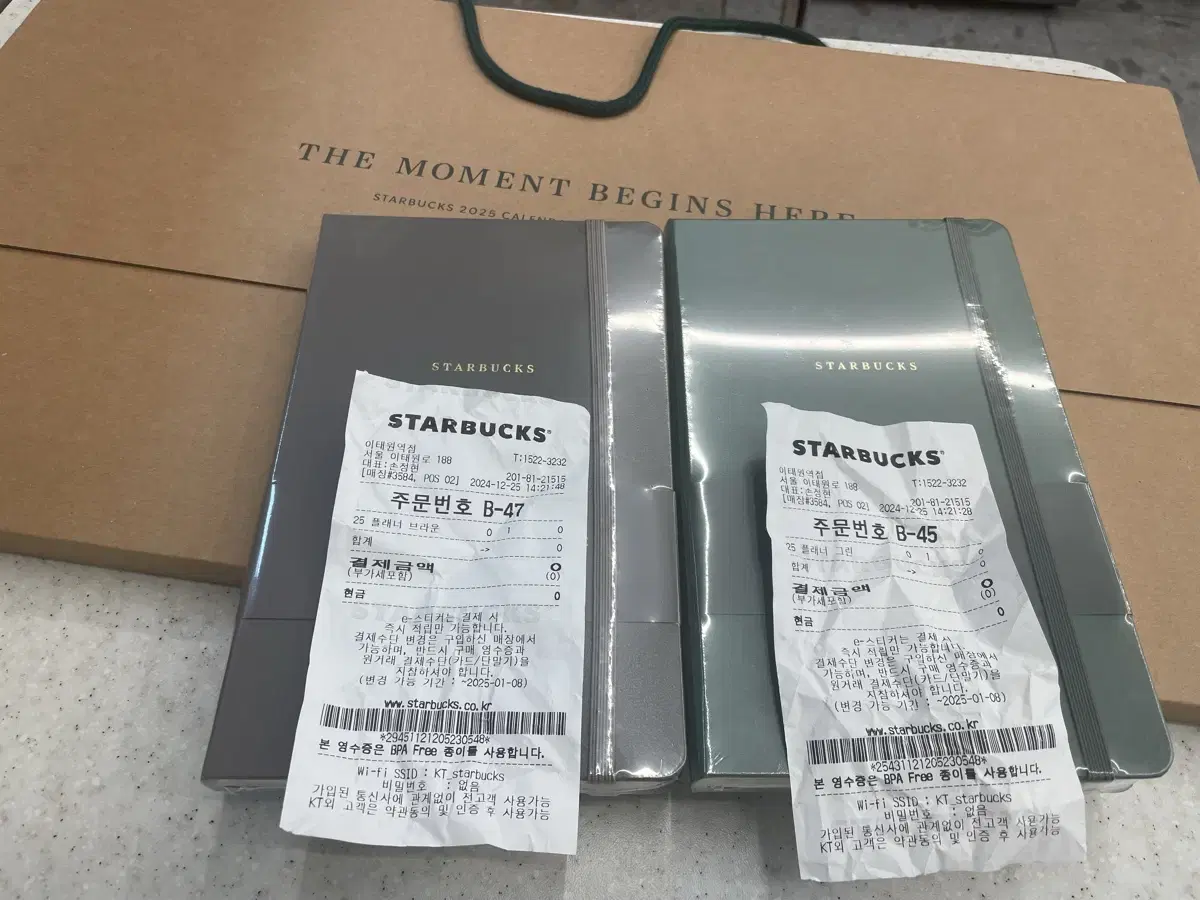 THE MOMENT BEGINS HERE
STARBUCKS 2025 CALEN
STARBUCKS
STARBUCKS®
이태원역점
서울 이태원로 188 T:1522-3232
대표:손정현 201-81-21515
[매장#3584, POS 02] 2024-12-25 14:21:48
주문번호 B-47
25 플래너 브라운 0 1 0
합계 -> 0
결제금액 0
(부가세포함) (0)
현금 0
e-스티커는 결제 시
즉시 적립만 가능합니다.
결제수단 변경은 구입하신 매장에서
가능하며, 반드시 구매 영수증과
원거래 결제수단(카드/단말기)을
지참하셔야 합니다.
(변경 가능 기간 : ~2025-01-08)
www.starbucks.co.kr
*29451121205230548*
본 영수증은 BPA Free 종이를 사용합니다.
Wi-fi SSID : KT_starbucks
비밀번호 : 없음
가입된 통신사에 관계없이 전고객 사용가능
KT외 고객은 약관동의 및 인증 후 사용가능
STARBUCKS
STARBUCKS®
이태원역점
서울 이태원로 188 T:1522-3232
대표:손정현 201-81-21515
[매장#3584, POS 02] 2024-12-25 14:21:28
주문번호 B-45
25 플래너 그린 0 1 0
합계 -> 0
결제금액 0
(부가세포함) (0)
현금 0
e-스티커는 결제 시
즉시 적립만 가능합니다.
결제수단 변경은 구입하신 매장에서
가능하며, 반드시 구매 영수증과
원거래 결제수단(카드/단말기)을
지참하셔야 합니다.
(변경 가능 기간 : ~2025-01-08)
www.starbucks.co.kr
*25431121205230548*
본 영수증은 BPA Free 종이를 사용합니다.
Wi-fi SSID : KT_starbucks
비밀번호 : 없음
가입된 통신사에 관계없이 전고객 사용가능
KT외 고객은 약관동의 및 인증 후 사용가능